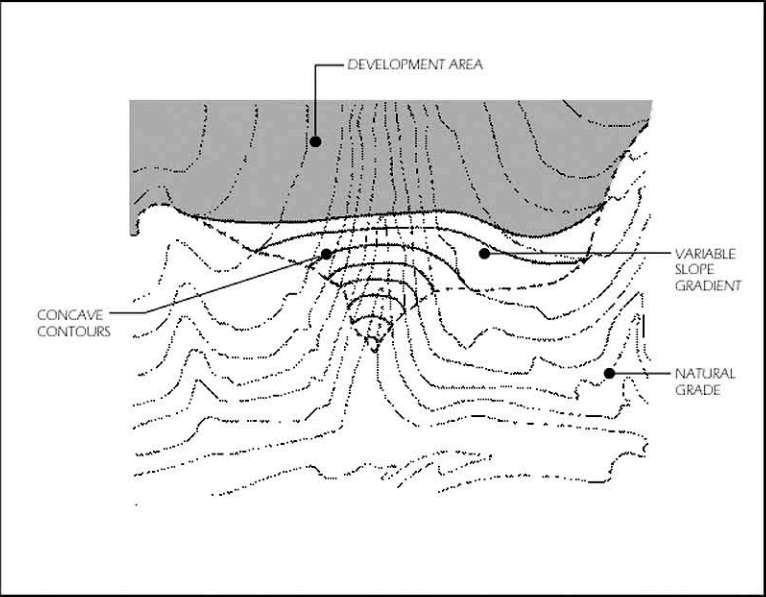 DEVELOPMENT AREA
VARIABLE
SLOPE
GRADIENT
CONCAVE
CONTOURS
NATURAL
GRADE